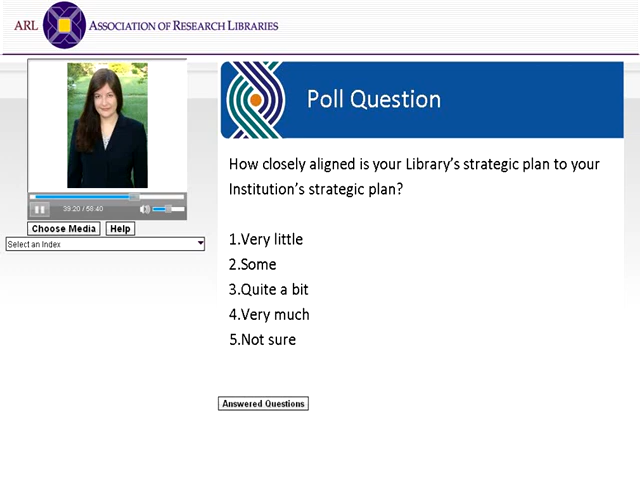 ARL ASSOCIATION OF RESEARCH LIBRARIES
Poll Question
39.20 / 58.40
Choose Media
Help
Select an Index
How closely aligned is your Library's strategic plan to your
Institution's strategic plan?
1.Very little
2.Some
3.Quite a bit
4.Very much
5.Not sure
Answered Questions